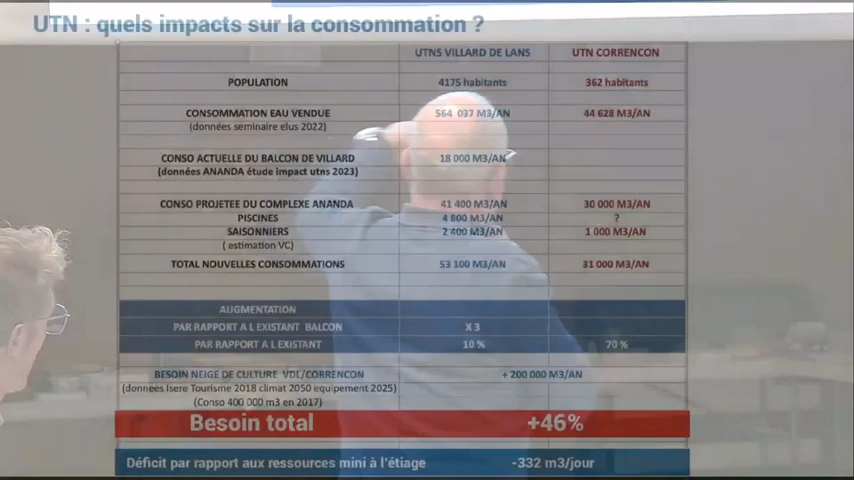 UTN : quels impacts sur la consommation ?
UTNS VILLARD DE LANS UTN CORRENCON
POPULATION 4175 habitants 362 habitants
CONSOMMATION EAU VENDUE 564 037 M3/AN 44 628 M3/AN
(données seminaire elus 2022)
CONSO ACTUELLE DU BALCON DE VILLARD 18 000 M3/AN
(données ANANDA étude impact utns 2023)
CONSO PROJETEE DU COMPLEXE ANANDA 41 400 M3/AN 30 000 M3/AN
PISCINES 4 800 M3/AN ?
SAISONNIERS 2 400 M3/AN 1 000 M3/AN
( estimation VC)
TOTAL NOUVELLES CONSOMMATIONS 53 100 M3/AN 31 000 M3/AN
AUGMENTATION
PAR RAPPORT A L EXISTANT BALCON X 3
PAR RAPPORT A L EXISTANT 10 % 70 %
BESOIN NEIGE DE CULTURE VDL/CORRENCON + 200 000 M3/AN
(données Isere Tourisme 2018 climat 2050 equipement 2025)
(Conso 400 000 m3 en 2017)
Besoin total +46%
Déficit par rapport aux ressources mini à l'étiage -332 m3/jour